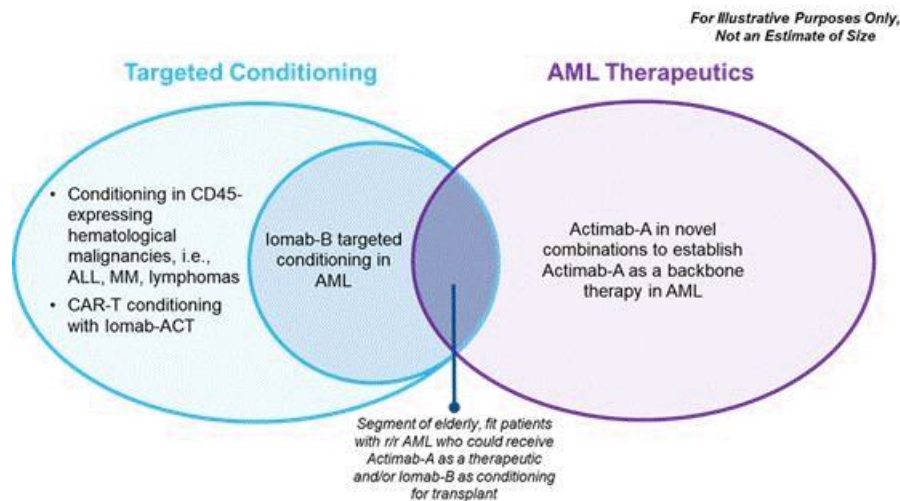 For Illustrative Purposes Only,
Not an Estimate of Size
Targeted Conditioning
AML Therapeutics
• Conditioning in CD45-
expressing
hematological
malignancies, i.e.,
ALL, MM, lymphomas
• CAR-T conditioning
with Iomab-ACT
Iomab-B targeted
conditioning in
AML
Actimab-A in novel
combinations to establish
Actimab-A as a backbone
therapy in AML
Segment of elderly, fit patients
with r/r AML who could receive
Actimab-A as a therapeutic
and/or Iomab-B as conditioning
for transplant